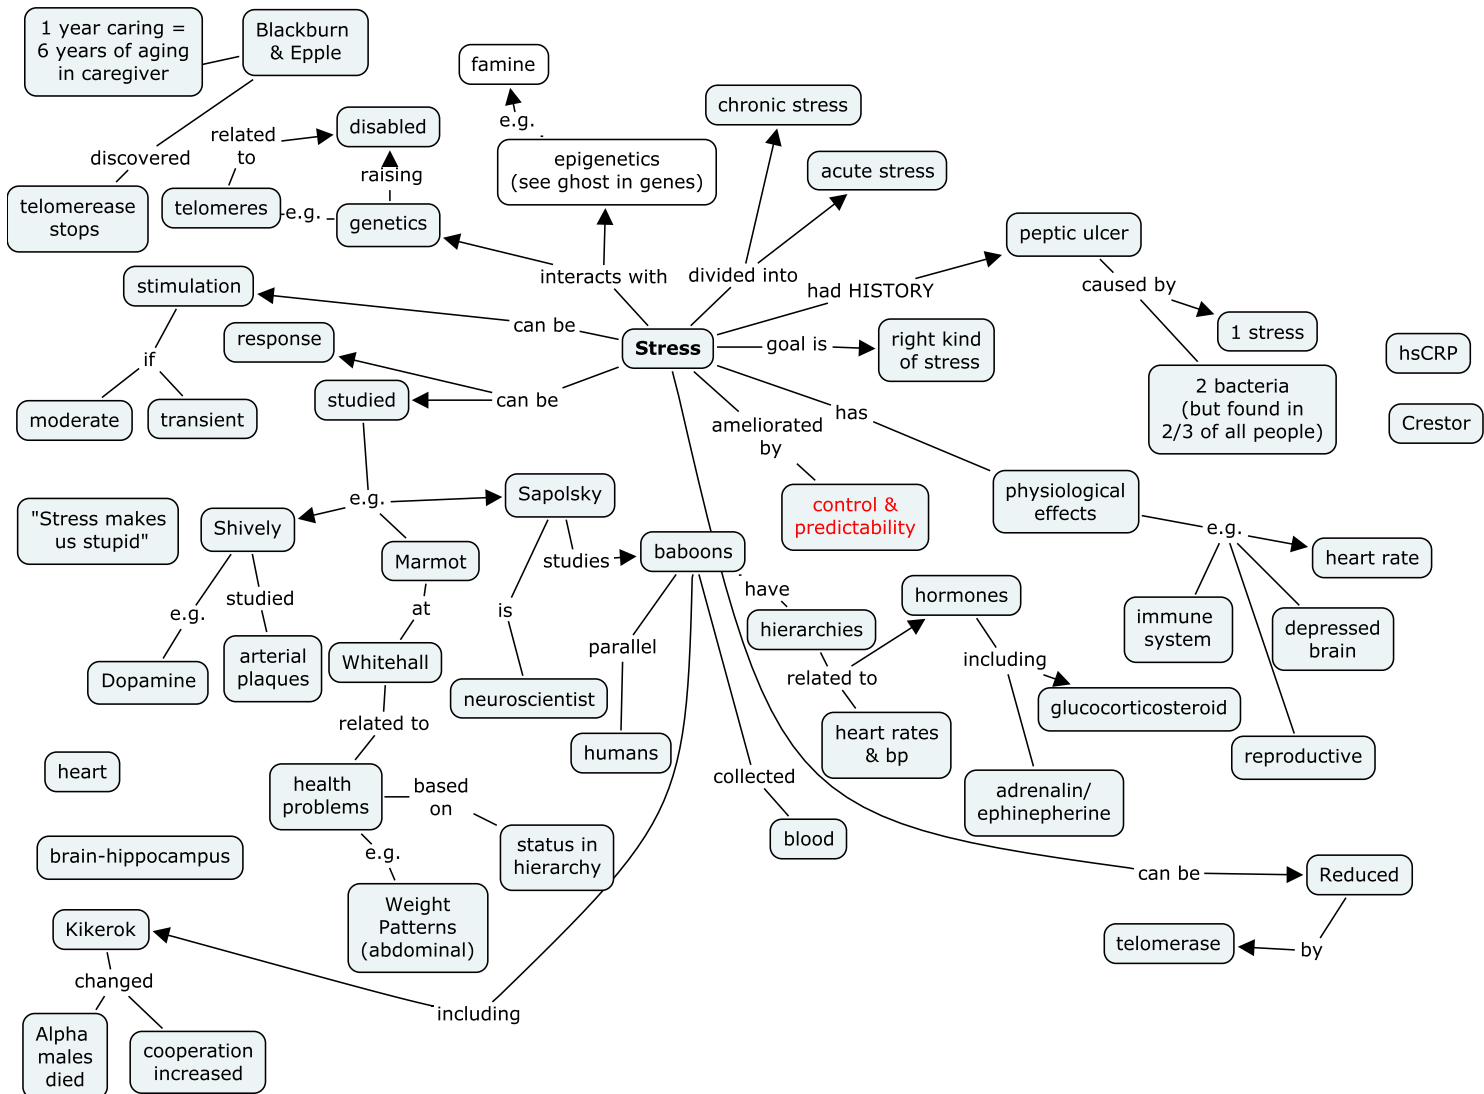 1 year caring =
6 years of aging
in caregiver
Blackburn
& Epple
famine
chronic stress
e.g.
disabled
related
to
discovered
epigenetics
(see ghost in genes)
acute stress
raising
telomerease
stops
telomeres
e.g.
genetics
peptic ulcer
interacts with
divided into
caused by
stimulation
had HISTORY
can be
response
1 stress
Stress
goal is
right kind
of stress
hsCRP
if
studied
can be
2 bacteria
(but found in
2/3 of all people)
moderate
transient
has
ameliorated
by
Crestor
e.g.
Sapolsky
control &
predictability
physiological
effects
"Stress makes
us stupid"
Shively
e.g.
Marmot
studies
baboons
heart rate
e.g.
studied
at
is
have
hormones
immune
system
depressed
brain
hierarchies
parallel
arterial
plaques
Whitehall
including
Dopamine
related to
neuroscientist
glucocorticosteroid
related to
humans
heart rates
& bp
reproductive
heart
health
problems
based
on
collected
adrenalin/
ephinepherine
brain-hippocampus
e.g.
status in
hierarchy
blood
can be
Reduced
Weight
Patterns
(abdominal)
Kikerok
telomerase
by
changed
including
Alpha
males
died
cooperation
increased